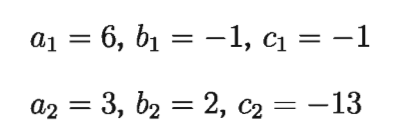 a₁ = 6, b₁ = −1, c₁ = −1
a₂ = 3, b₂ = 2, c₂ = −13